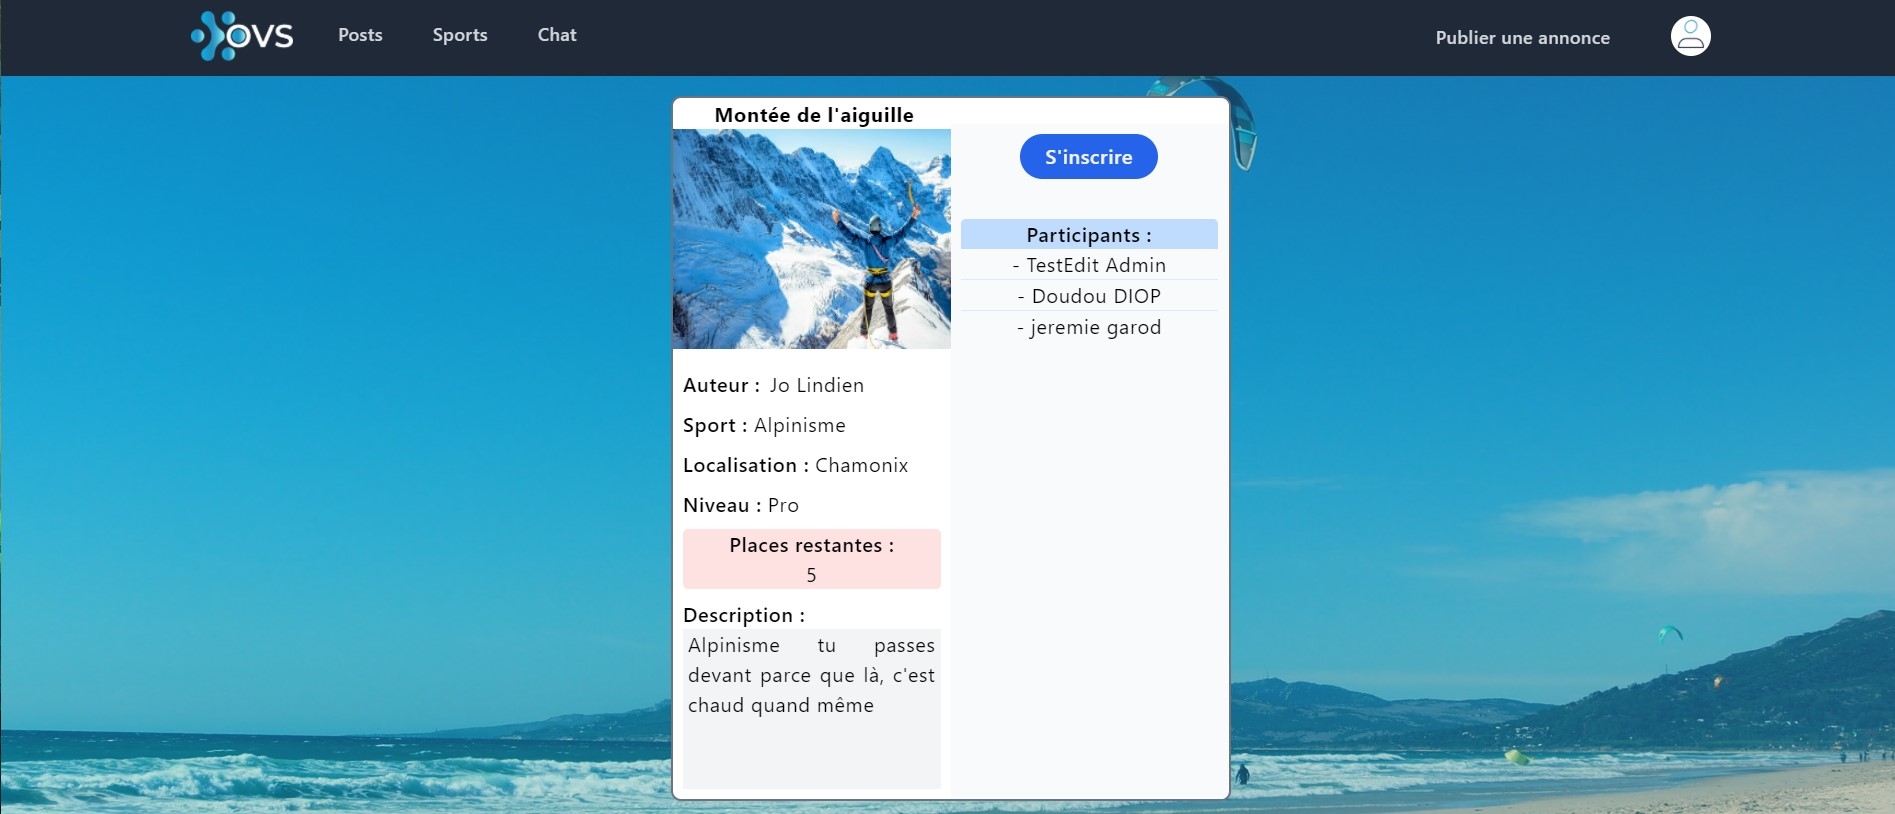 OVS
Posts
Sports
Chat
Publier une annonce
Montée de l'aiguille
Auteur : Jo Lindien
Sport : Alpinisme
Localisation : Chamonix
Niveau : Pro
Places restantes :
5
Description :
Alpinisme tu passes
devant parce que là, c'est
chaud quand même
S'inscrire
Participants :
- TestEdit Admin
- Doudou DIOP
- jeremie garod